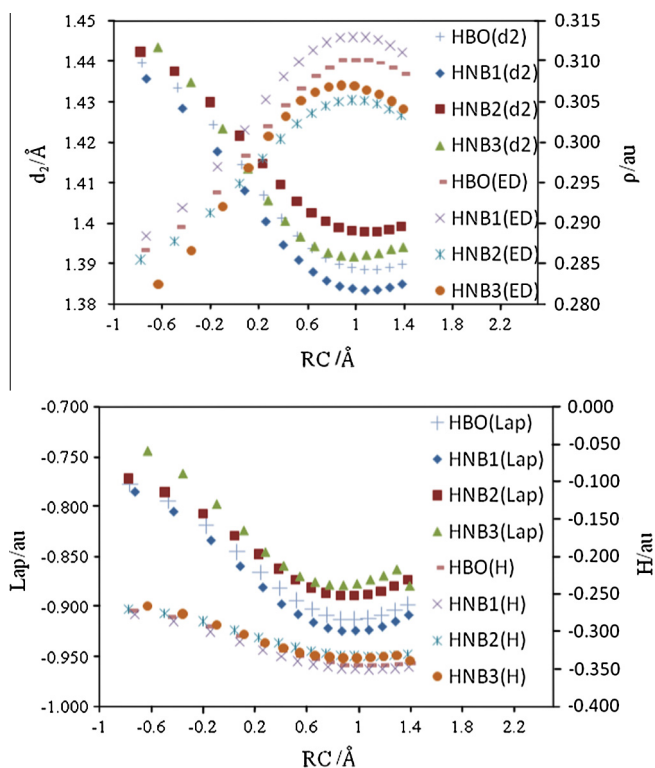 1.45
1.44
1.43
1.42
1.41
1.4
1.39
1.38
d₂/Å
0.315
0.310
0.305
0.300
0.295
0.290
0.285
0.280
ρ/au
HBO(d2)
HNB1(d2)
HNB2(d2)
HNB3(d2)
HBO(ED)
HNB1(ED)
HNB2(ED)
HNB3(ED)
-1 -0.6 -0.2 0.2 0.6 1 1.4 1.8 2.2
RC /Å
-0.700
-0.750
-0.800
-0.850
-0.900
-0.950
-1.000
Lap/au
0.000
-0.050
-0.100
-0.150
-0.200
-0.250
-0.300
-0.350
-0.400
H/au
HBO(Lap)
HNB1(Lap)
HNB2(Lap)
HNB3(Lap)
HBO(H)
HNB1(H)
HNB2(H)
HNB3(H)
-1 -0.6 -0.2 0.2 0.6 1 1.4 1.8 2.2
RC /Å